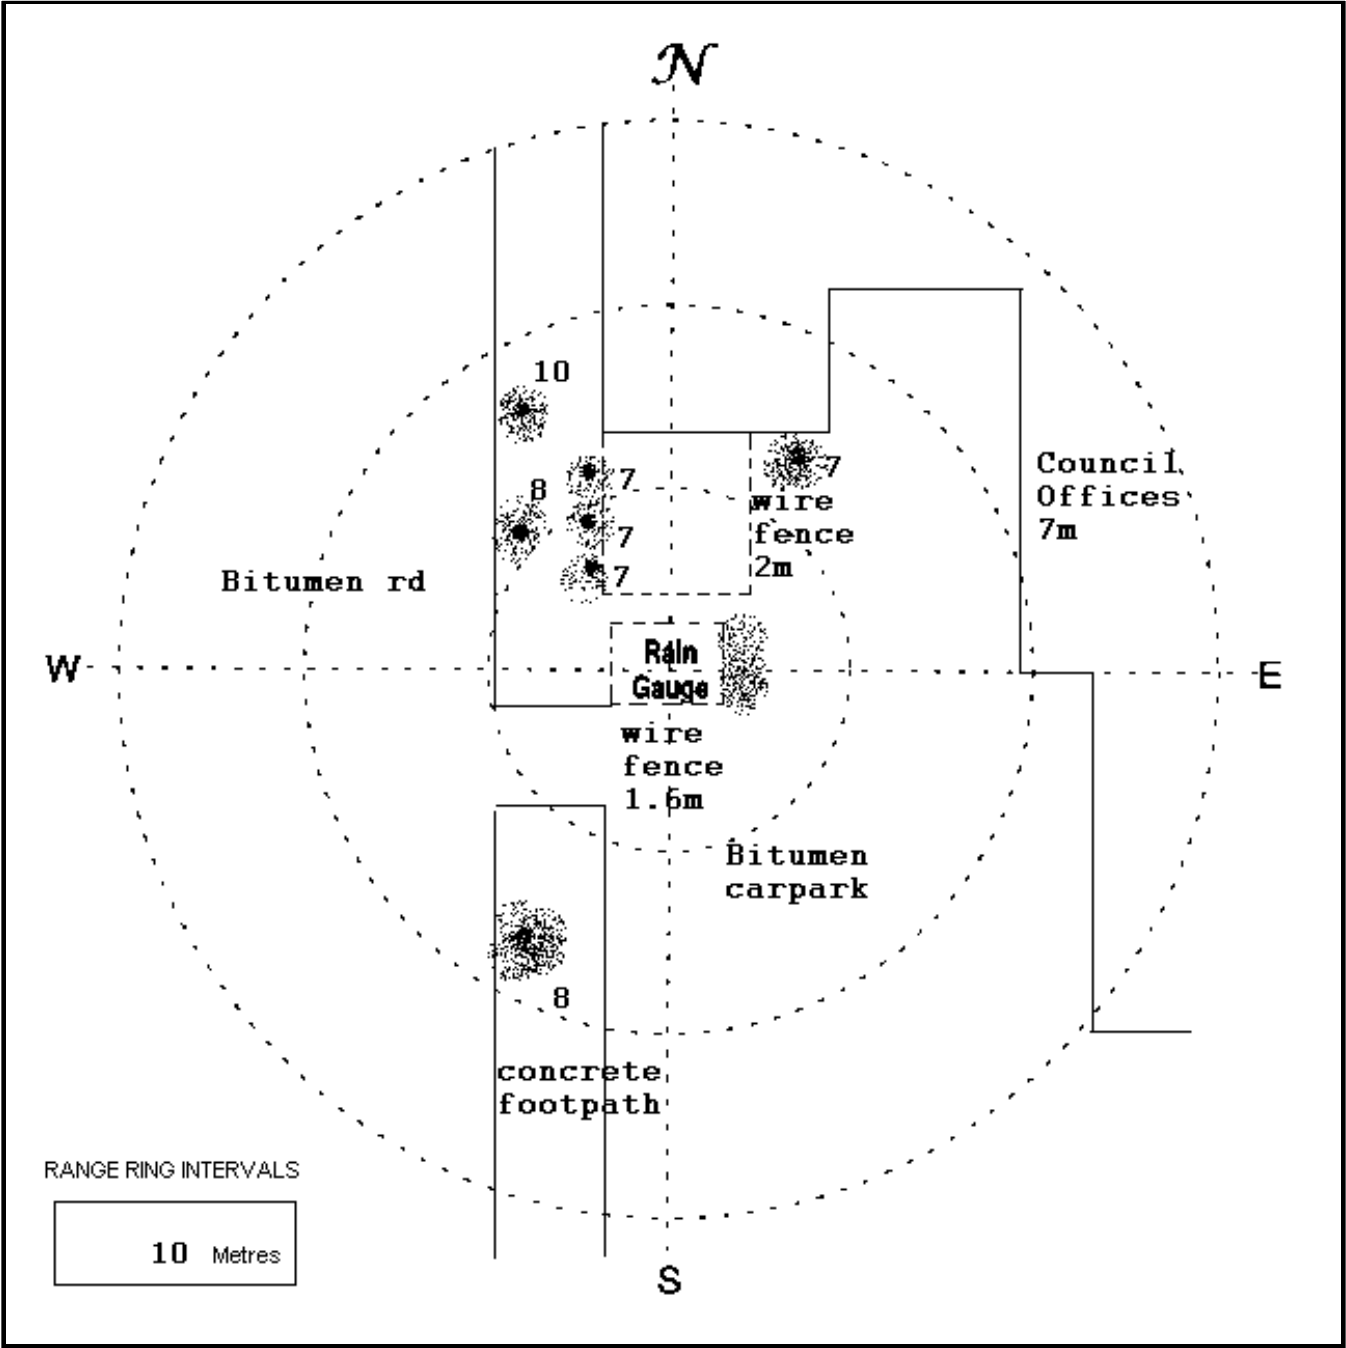 N
10
8
7
7
7
7
wire
fence
2m
Council
Offices
7m
Bitumen rd
W
Rain
Gauge
E
wire
fence
1.6m
Bitumen
carpark
8
concrete
footpath
RANGE RING INTERVALS
10 Metres
S